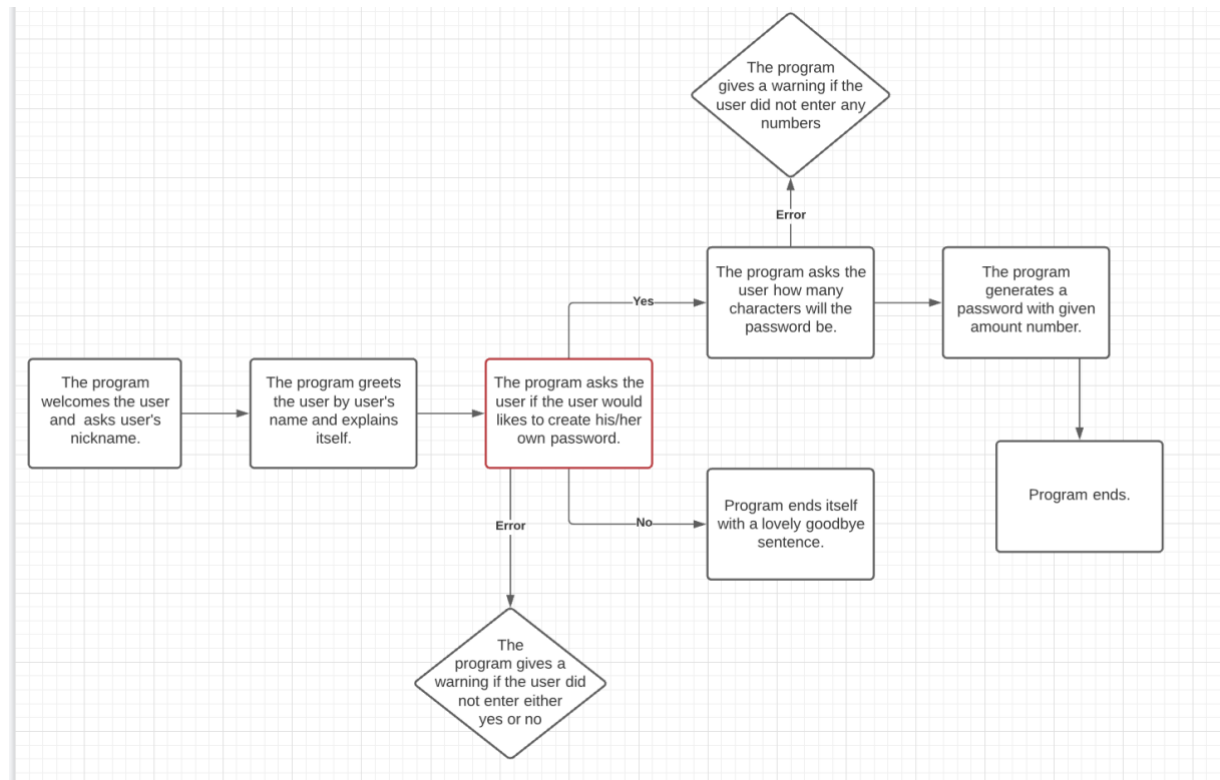 The program
gives a warning if the
user did not enter any
numbers
Error
The program asks the
user how many
characters will the
password be.
The program
generates a
password with given
amount number.
Yes
The program
welcomes the user
and asks user's
nickname.
The program greets
the user by user's
name and explains
itself.
The program asks the
user if the user would
likes to create his/her
own password.
Program ends.
Program ends itself
with a lovely goodbye
sentence.
No
Error
The
program gives a
warning if the user did
not enter either
yes or no